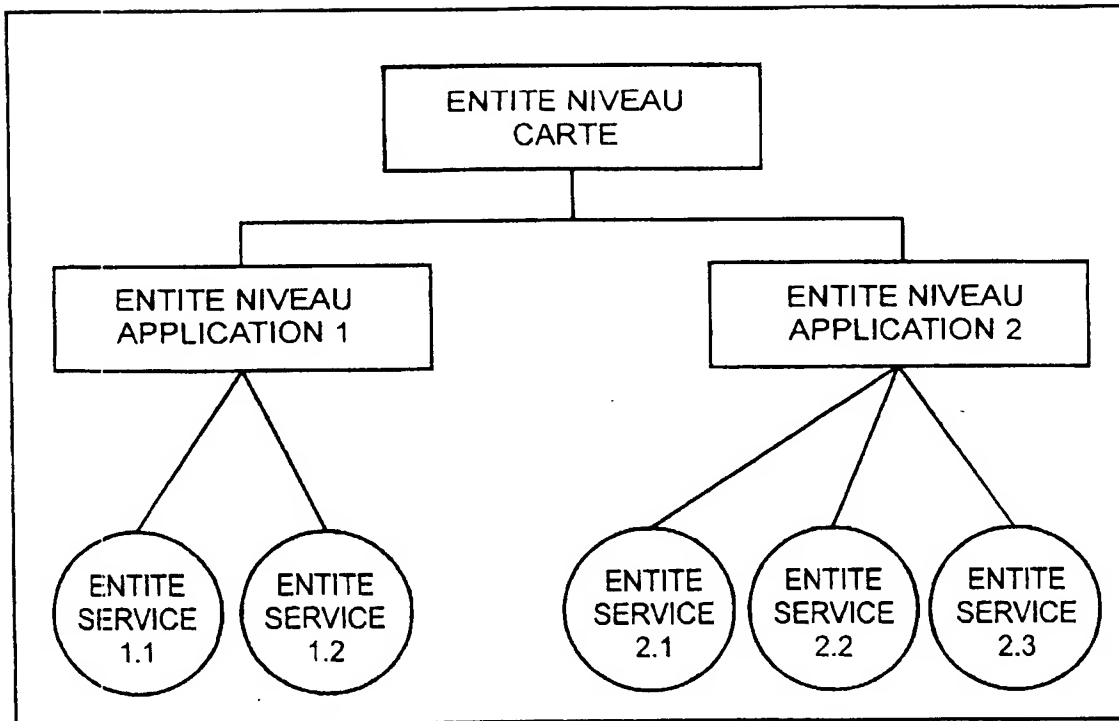 ENTITE NIVEAU
CARTE
ENTITE NIVEAU
APPLICATION 1
ENTITE NIVEAU
APPLICATION 2
ENTITE
SERVICE
1.1
ENTITE
SERVICE
1.2
ENTITE
SERVICE
2.1
ENTITE
SERVICE
2.2
ENTITE
SERVICE
2.3